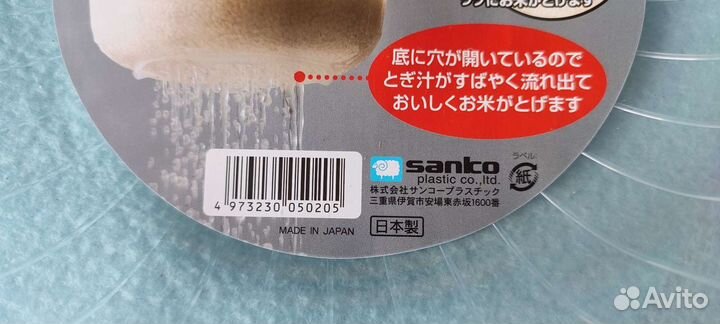 底に穴が開いているので
とぎ汁がすばやく流れ出て
おいしくお米がとげます
sanko
plastic co.,ltd.
株式会社サンコープラスチック
三重県伊賀市安場東赤坂1600番
ラベル:
紙
4 973230 050205
MADE IN JAPAN
日本製
Avito